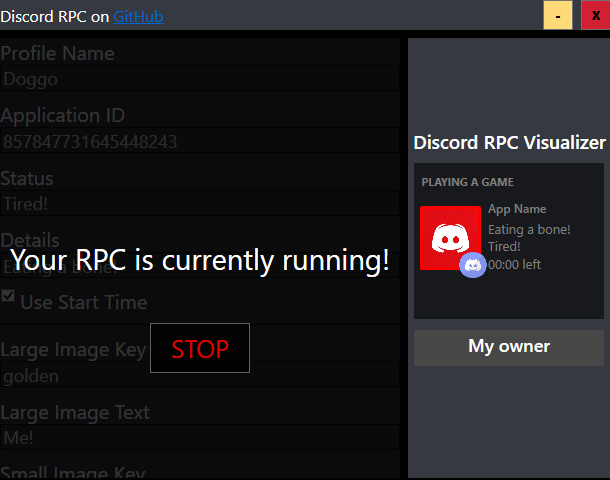 Discord RPC on GitHub
-
x
Profile Name
Doggo
Application ID
857847731645448243
Status
Tired!
Details
Eating a bone!
Your RPC is currently running!
Use Start Time
Large Image Key
STOP
golden
Large Image Text
Me!
Small Image Key
Discord RPC Visualizer
PLAYING A GAME
App Name
Eating a bone!
Tired!
00:00 left
My owner